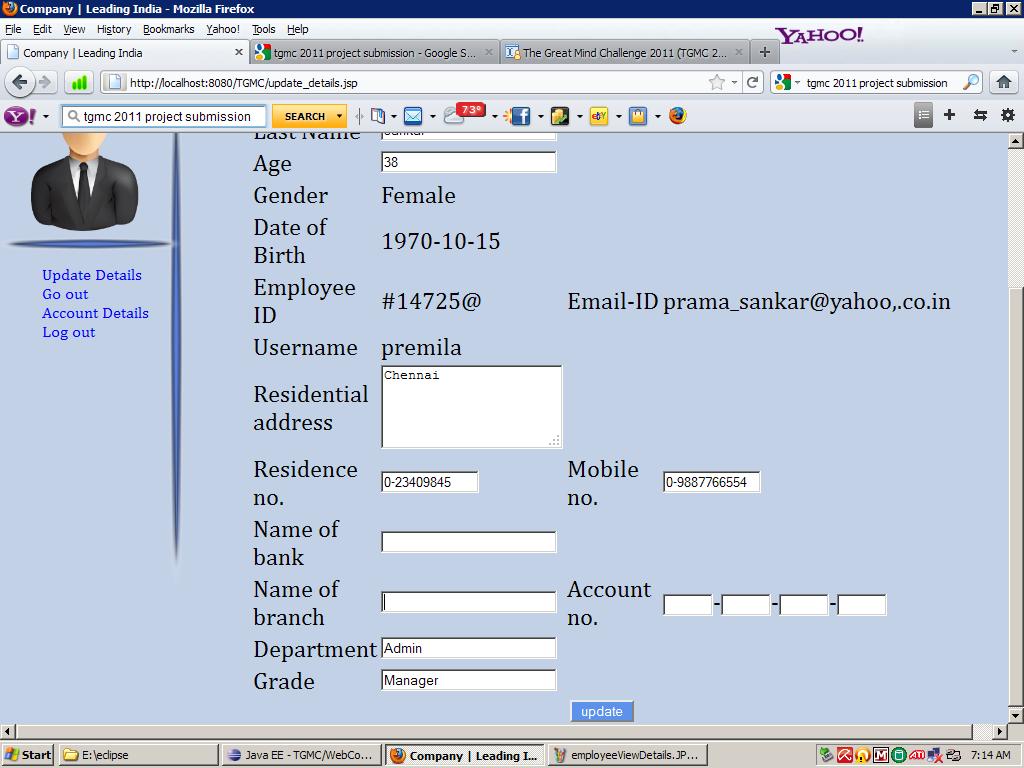 Company | Leading India - Mozilla Firefox
File Edit View History Bookmarks Yahoo! Tools Help
YAHOO!
Company | Leading India tgmc 2011 project submission - Google S... The Great Mind Challenge 2011 (TGMC 2...
http://localhost:8080/TGMC/update_details.jsp tgmc 2011 project submission
tgmc 2011 project submission SEARCH 73° ebY
Last Name sankar
Age 38
Gender Female
Date of
Birth 1970-10-15
Employee
ID #14725@ Email-ID prama_sankar@yahoo,.co.in
Update Details
Go out
Account Details
Log out
Username premila
Residential
address Chennai
Residence
no. 0-23409845 Mobile
no. 0-9887766554
Name of
bank
Name of
branch Account
no. - - -
Department Admin
Grade Manager
update
Start E:\eclipse Java EE - TGMC/WebCo... Company | Leading I... employeeViewDetails.JP... 7:14 AM